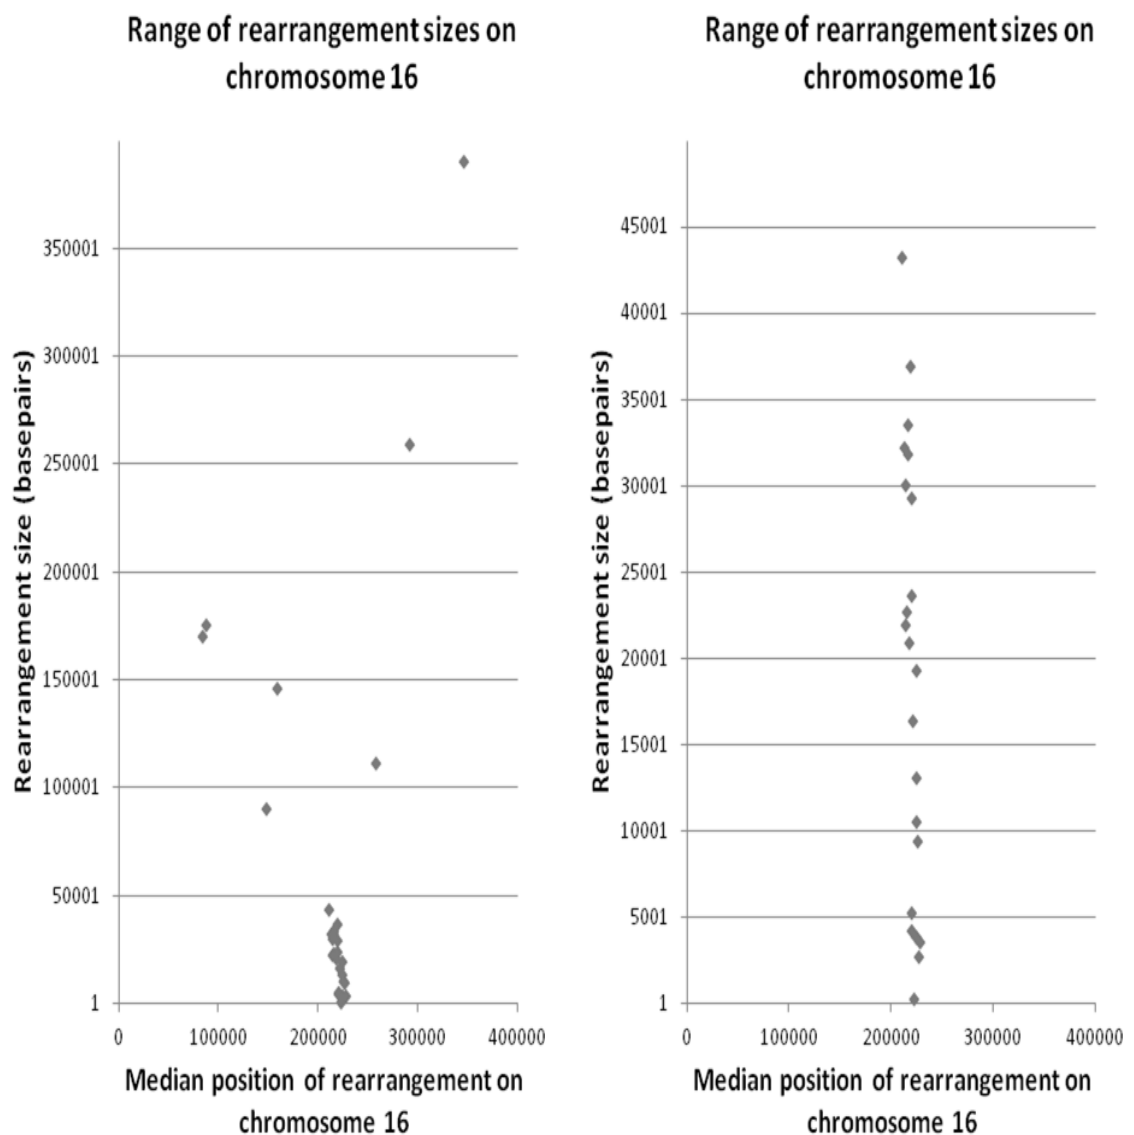 Range of rearrangement sizes on
chromosome 16
Rearrangement size (basepairs)
350001
300001
250001
200001
150001
100001
50001
1
0 100000 200000 300000 400000
Median position of rearrangement on
chromosome 16
Range of rearrangement sizes on
chromosome 16
Rearrangement size (basepairs)
45001
40001
35001
30001
25001
20001
15001
10001
5001
1
0 100000 200000 300000 400000
Median position of rearrangement on
chromosome 16